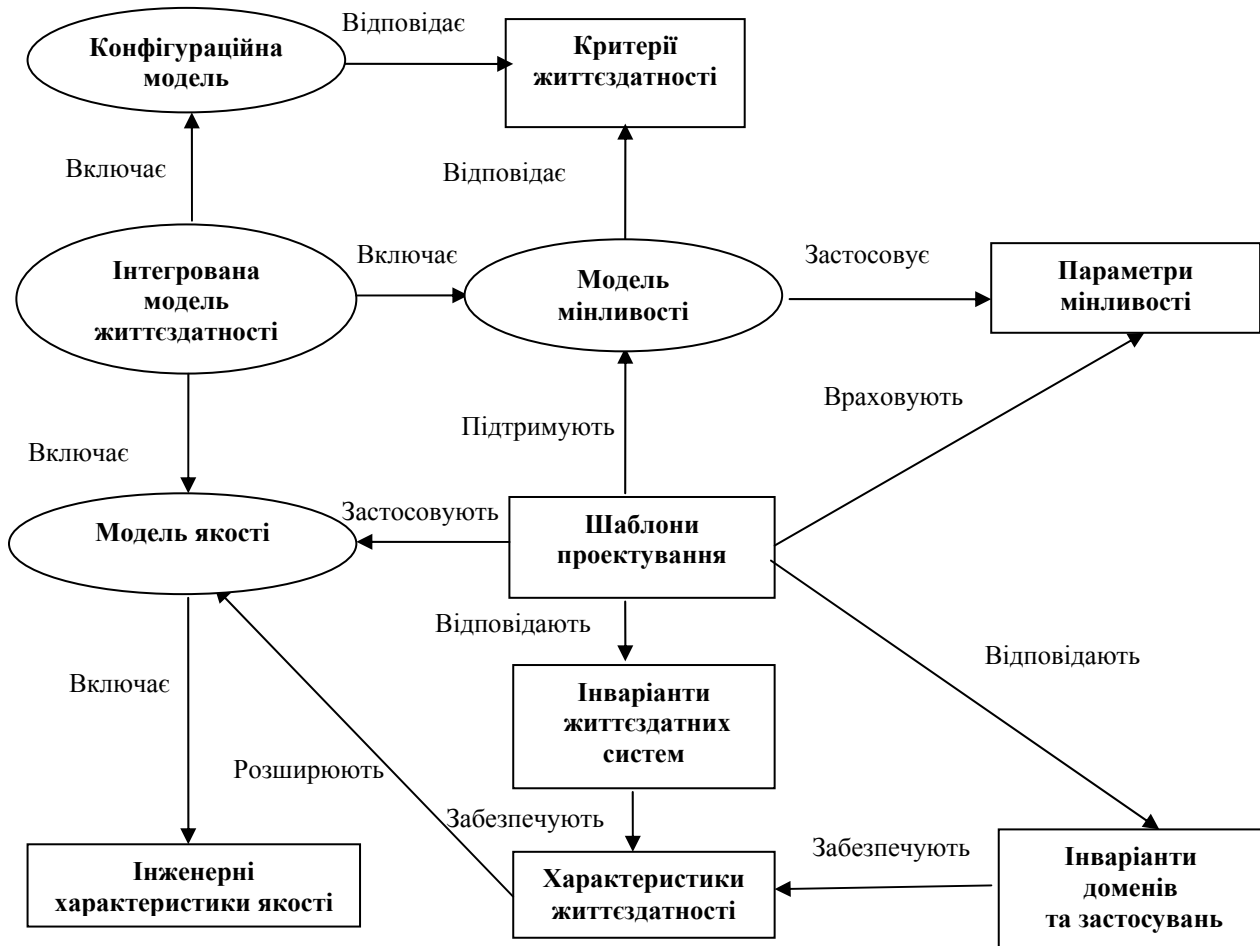 Відповідає
Конфігураційна
модель
Критерії
життєздатності
Включає
Відповідає
Інтегрована
модель
життєздатності
Включає
Модель
мінливості
Застосовує
Параметри
мінливості
Включає
Підтримують
Враховують
Модель якості
Застосовують
Шаблони
проектування
Відповідають
Відповідають
Включає
Інваріанти
життєздатних
систем
Розширюють
Забезпечують
Забезпечують
Інженерні
характеристики якості
Характеристики
життєздатності
Інваріанти
доменів
та застосувань